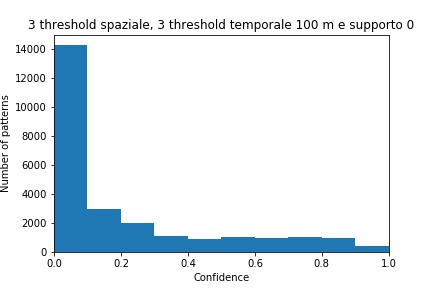 3 threshold spaziale, 3 threshold temporale 100 m e supporto 0
14000
12000
10000
8000
6000
4000
2000
0
Number of patterns
0.0 0.2 0.4 0.6 0.8 1.0
Confidence